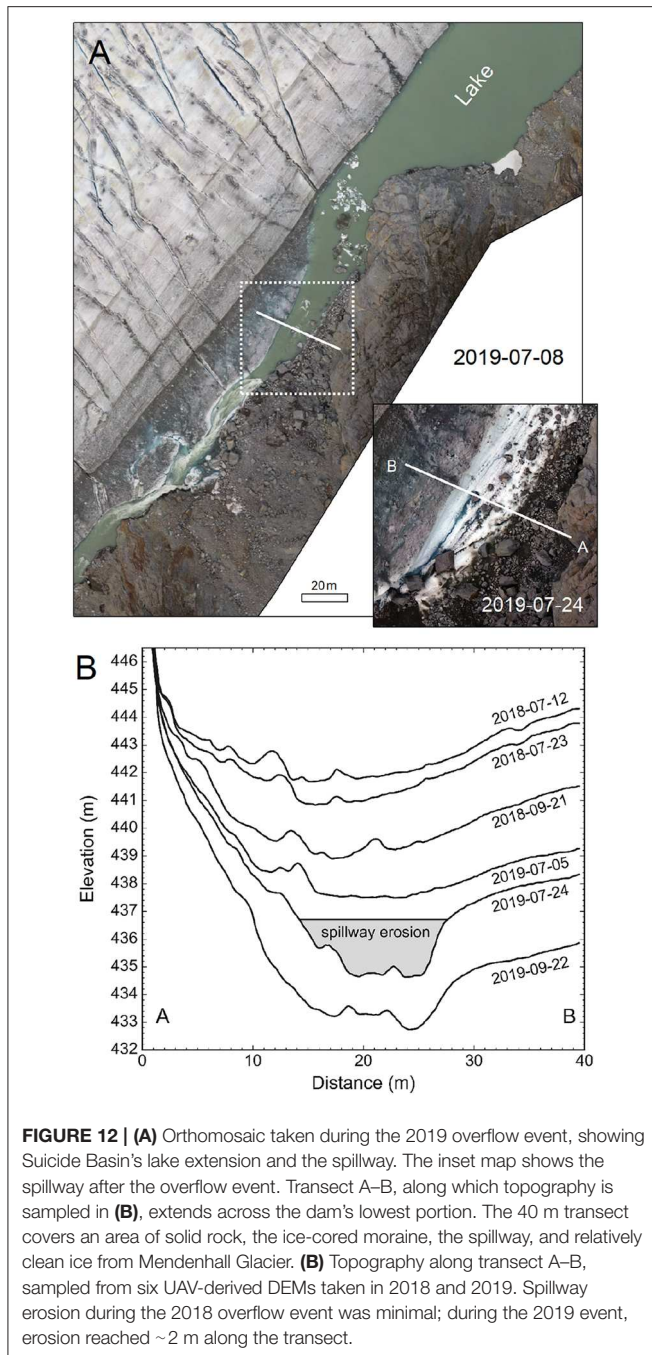 A
Lake
2019-07-08
B
A
20m
2019-07-24
B
446
445
444
443
442
441
440
439
438
437
436
435
434
433
432
Elevation (m)
2018-07-12
2018-07-23
2018-09-21
2019-07-05
2019-07-24
2019-09-22
spillway erosion
A
B
0
10
20
30
40
Distance (m)
FIGURE 12 | (A) Orthomosaic taken during the 2019 overflow event, showing
Suicide Basin's lake extension and the spillway. The inset map shows the
spillway after the overflow event. Transect A–B, along which topography is
sampled in (B), extends across the dam's lowest portion. The 40 m transect
covers an area of solid rock, the ice-cored moraine, the spillway, and relatively
clean ice from Mendenhall Glacier. (B) Topography along transect A–B,
sampled from six UAV-derived DEMs taken in 2018 and 2019. Spillway
erosion during the 2018 overflow event was minimal; during the 2019 event,
erosion reached ~2 m along the transect.